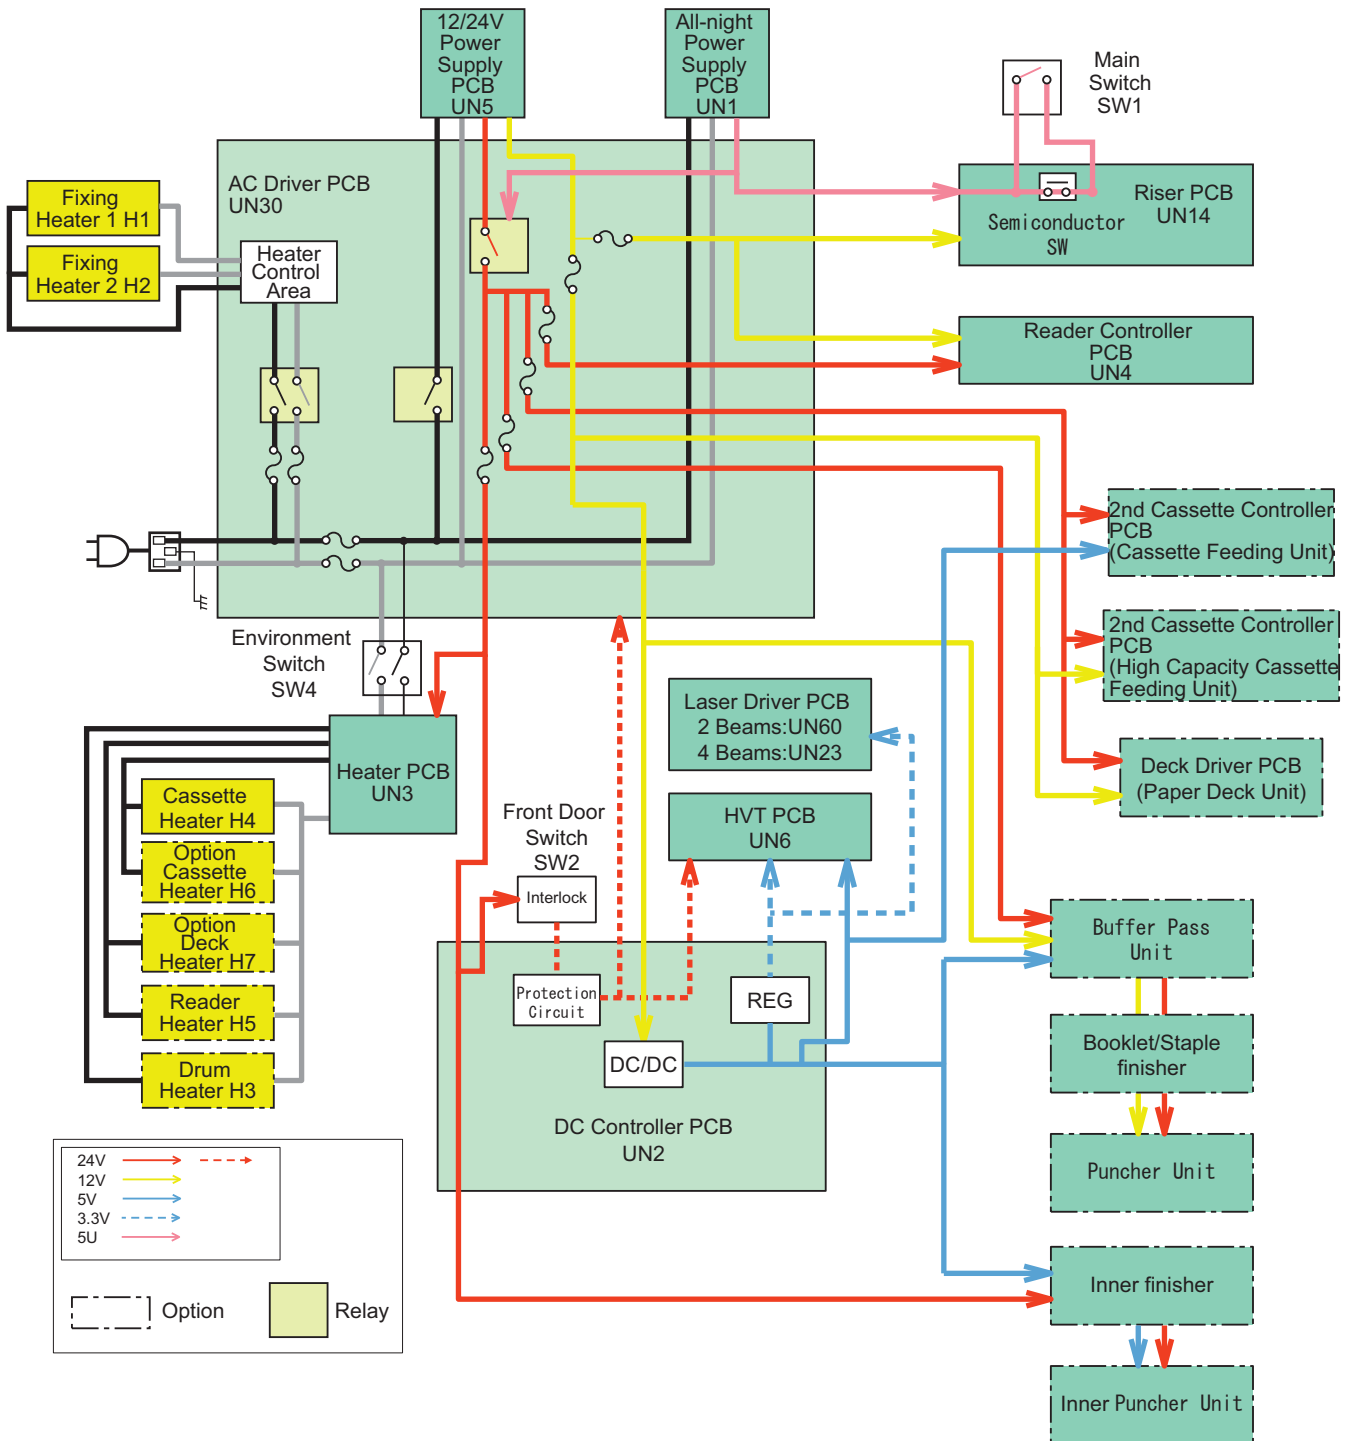 12/24V
Power
Supply
PCB
UN5
All-night
Power
Supply
PCB
UN1
Main
Switch
SW1
AC Driver PCB
UN30
Riser PCB
UN14
Semiconductor
SW
Fixing
Heater 1 H1
Fixing
Heater 2 H2
Heater
Control
Area
Reader Controller
PCB
UN4
2nd Cassette Controller
PCB
(Cassette Feeding Unit)
2nd Cassette Controller
PCB
(High Capacity Cassette
Feeding Unit)
Environment
Switch
SW4
Laser Driver PCB
2 Beams:UN60
4 Beams:UN23
Deck Driver PCB
(Paper Deck Unit)
Heater PCB
UN3
Cassette
Heater H4
Option
Cassette
Heater H6
Option
Deck
Heater H7
Reader
Heater H5
Drum
Heater H3
Front Door
Switch
SW2
Interlock
HVT PCB
UN6
Buffer Pass
Unit
Protection
Circuit
REG
DC/DC
DC Controller PCB
UN2
Booklet/Staple
finisher
Puncher Unit
Inner finisher
Inner Puncher Unit
24V
12V
5V
3.3V
5U
Option
Relay